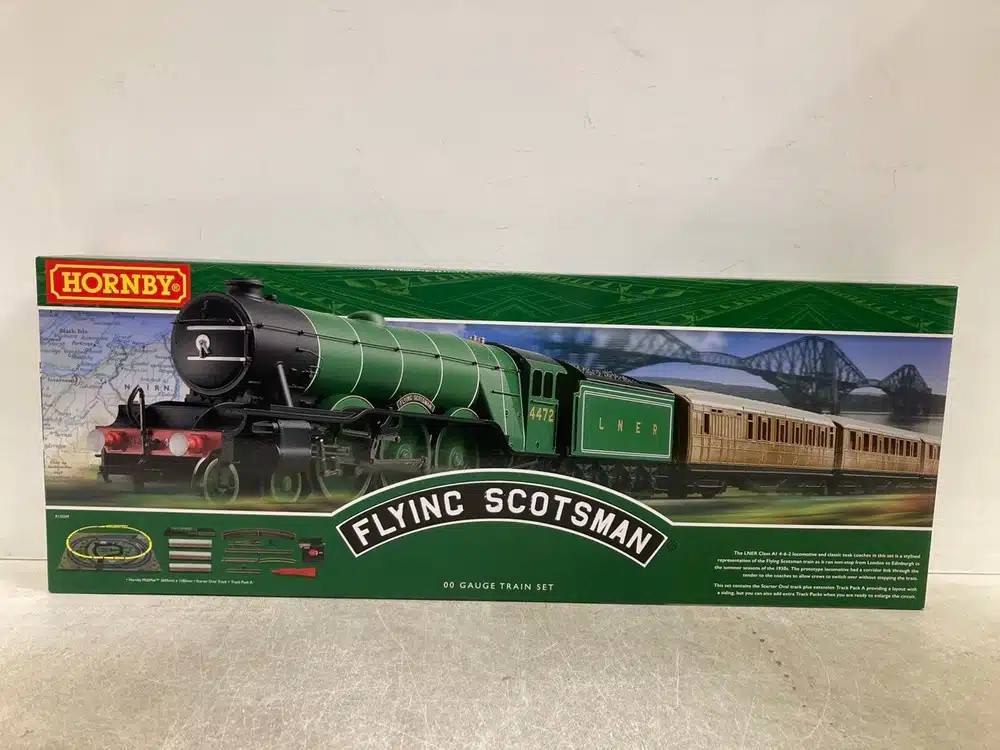 HORNBY®
Black Isle
NAIRN
FLYING SCOTSMAN
4472
L N E R
FLYING SCOTSMAN
00 GAUGE TRAIN SET
The LNER Class A1 4-6-2 locomotive and classic teak coaches in this set is a stylised
representation of the Flying Scotsman train as it ran non-stop from London to Edinburgh in
the summer seasons of the 1930s. The prototype locomotive had a corridor link through the
tender to the coaches to allow crews to switch over without stopping the train.
This set contains the Starter Oval track plus extension Track Pack A providing a layout with
a siding, but you can also add extra Track Packs when you are ready to enlarge the circuit.